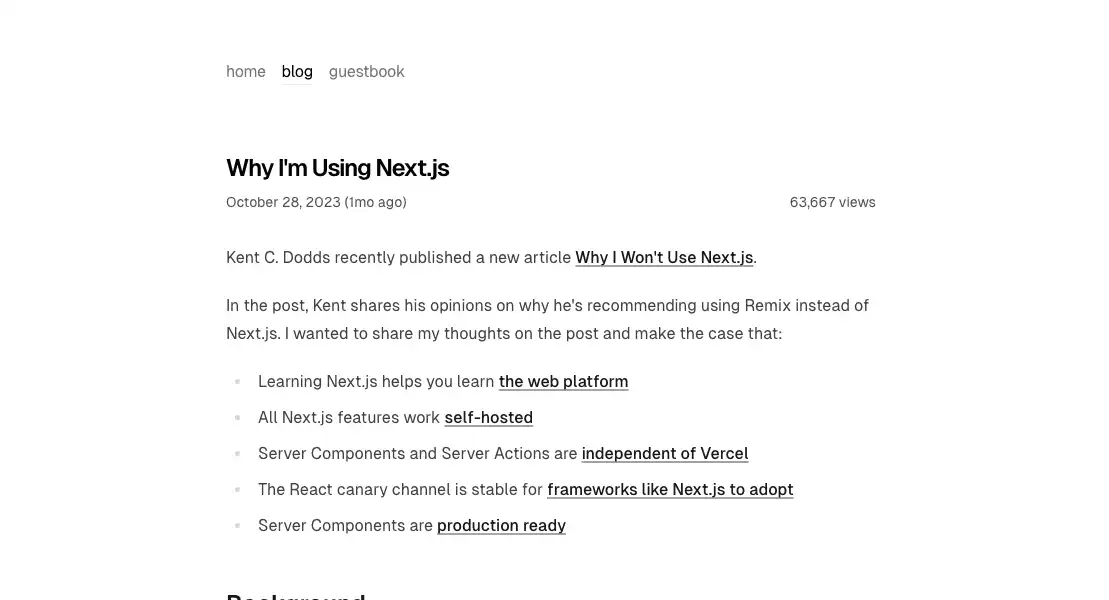 home blog guestbook
Why I'm Using Next.js
October 28, 2023 (1mo ago) 63,667 views
Kent C. Dodds recently published a new article Why I Won't Use Next.js.
In the post, Kent shares his opinions on why he's recommending using Remix instead of
Next.js. I wanted to share my thoughts on the post and make the case that:
Learning Next.js helps you learn the web platform
All Next.js features work self-hosted
Server Components and Server Actions are independent of Vercel
The React canary channel is stable for frameworks like Next.js to adopt
Server Components are production ready
Background